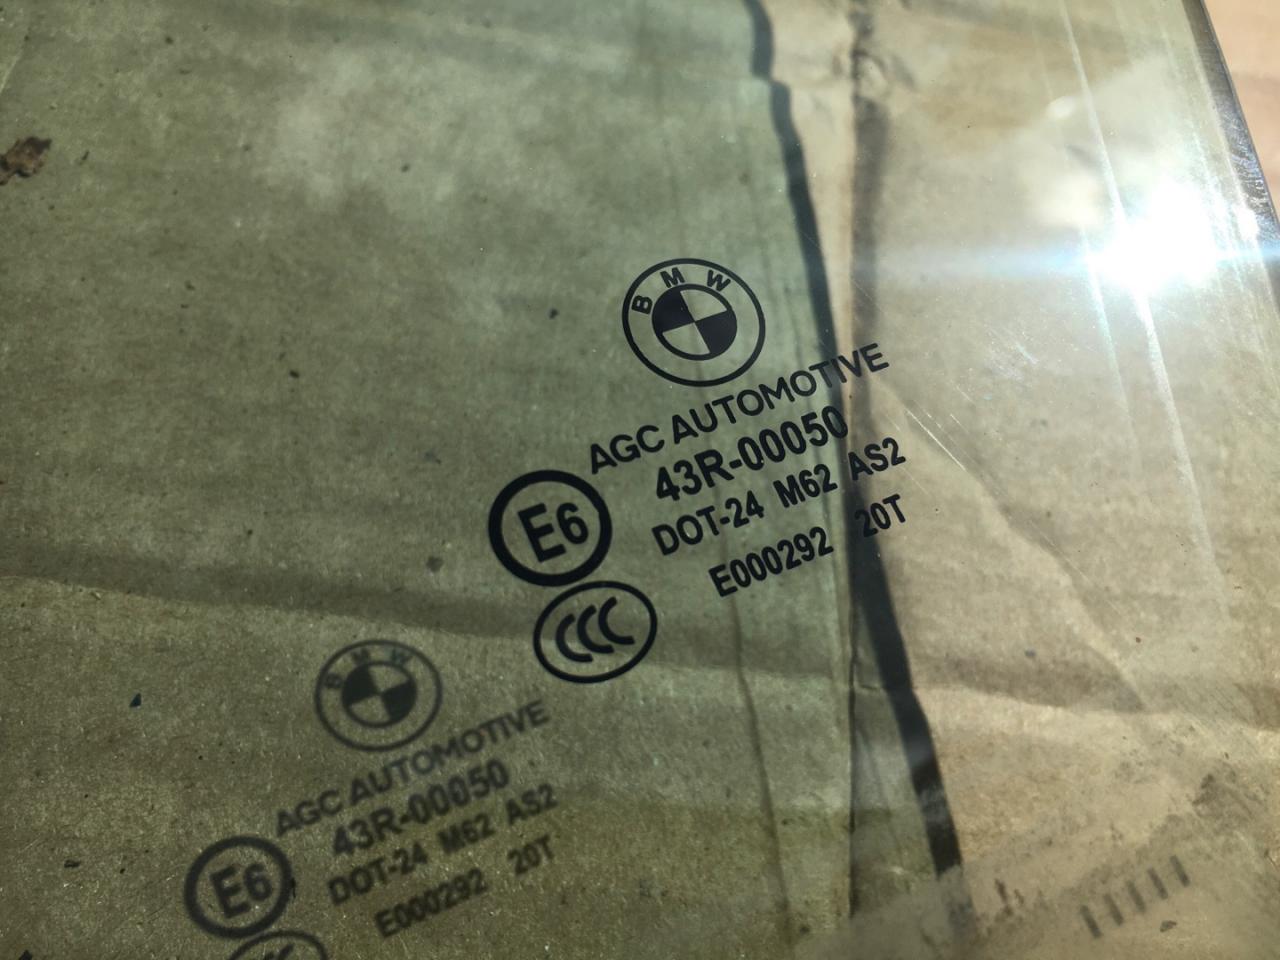 BMW
AGC AUTOMOTIVE
43R-00050
E6
DOT-24 M62 AS2
E000292 20T
CCC
BMW
AGC AUTOMOTIVE
43R-00050
E6
DOT-24 M62 AS2
E000292 20T